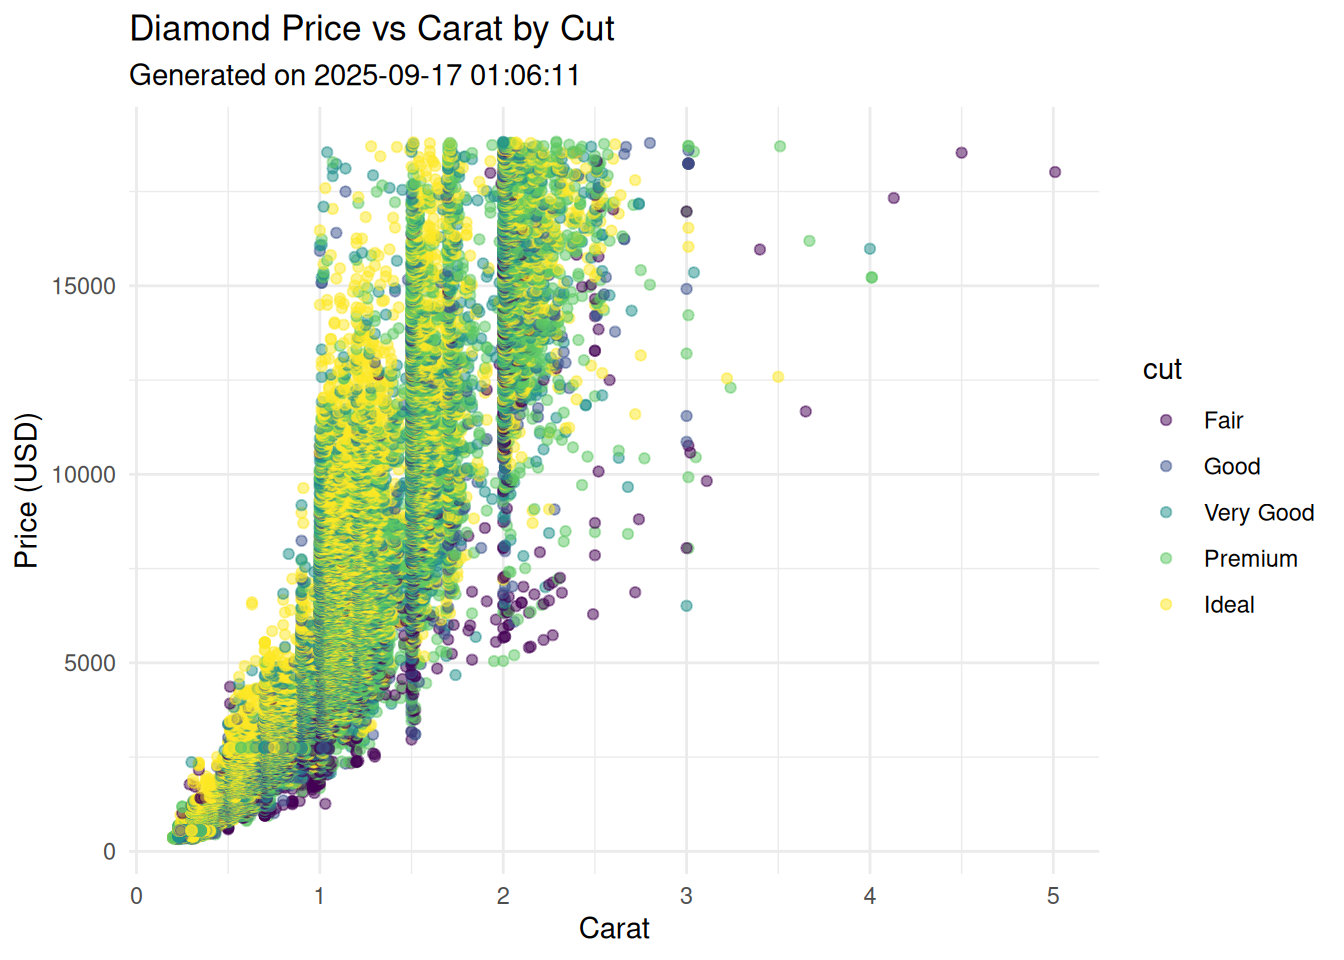 Diamond Price vs Carat by Cut
Generated on 2025-09-17 01:06:11
Price (USD)
15000
10000
5000
0
0 1 2 3 4 5
Carat
cut
Fair
Good
Very Good
Premium
Ideal